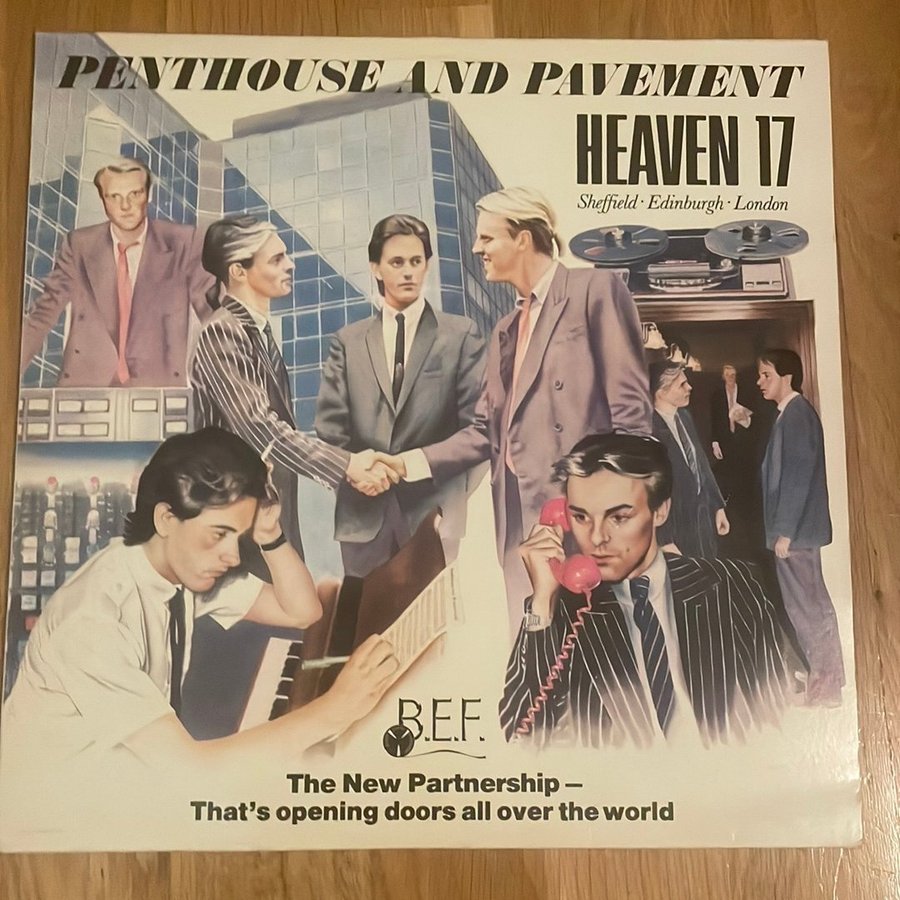 PENTHOUSE AND PAVEMENT
HEAVEN 17
Sheffield · Edinburgh · London
B.E.F.
The New Partnership –
That's opening doors all over the world